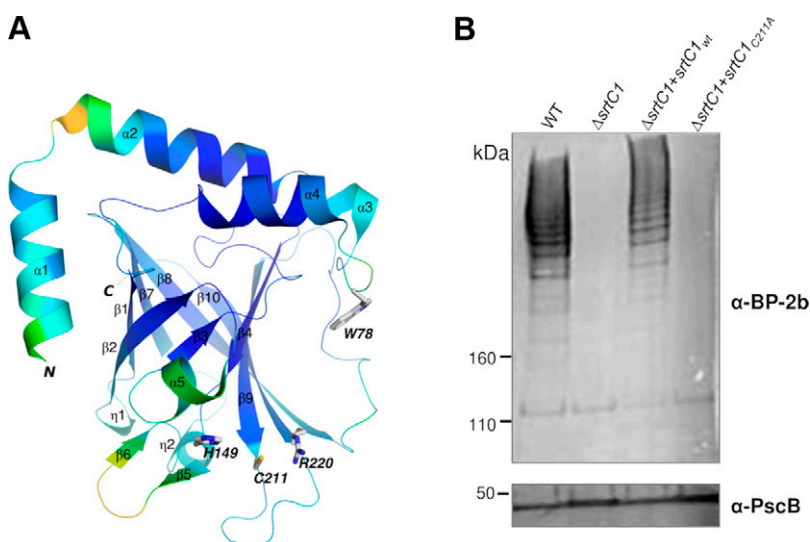 A
α2
α4
α3
α1
C
β8
β7
β1
β10
β2
β3
β4
W78
N
α5
β9
η1
η2
β6
H149
β5
C211
R220
B
WT
ΔsrtC1
ΔsrtC1+srtC1wt
ΔsrtC1+srtC1C211A
kDa
α-BP-2b
160
110
50
α-PscB